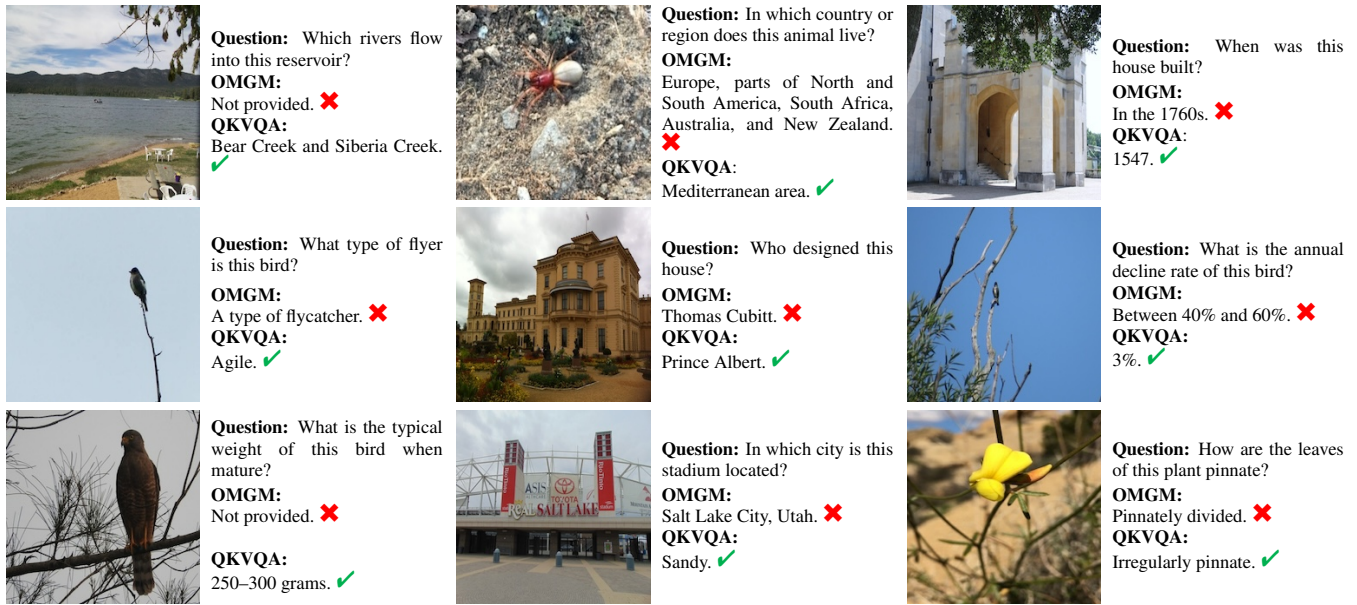 Question: Which rivers flow
into this reservoir?
OMGM:
Not provided. ✖
QKVQA:
Bear Creek and Siberia Creek.
✓
Question: In which country or
region does this animal live?
OMGM:
Europe, parts of North and
South America, South Africa,
Australia, and New Zealand.
✖
QKVQA:
Mediterranean area. ✓
Question: When was this
house built?
OMGM:
In the 1760s. ✖
QKVQA:
1547. ✓
Question: What type of flyer
is this bird?
OMGM:
A type of flycatcher. ✖
QKVQA:
Agile. ✓
Question: Who designed this
house?
OMGM:
Thomas Cubitt. ✖
QKVQA:
Prince Albert. ✓
Question: What is the annual
decline rate of this bird?
OMGM:
Between 40% and 60%. ✖
QKVQA:
3%. ✓
Question: What is the typical
weight of this bird when
mature?
OMGM:
Not provided. ✖
QKVQA:
250–300 grams. ✓
OASIS
TOYOTA
REAL SALT LAKE
Question: In which city is this
stadium located?
OMGM:
Salt Lake City, Utah. ✖
QKVQA:
Sandy. ✓
Question: How are the leaves
of this plant pinnate?
OMGM:
Pinnately divided. ✖
QKVQA:
Irregularly pinnate. ✓